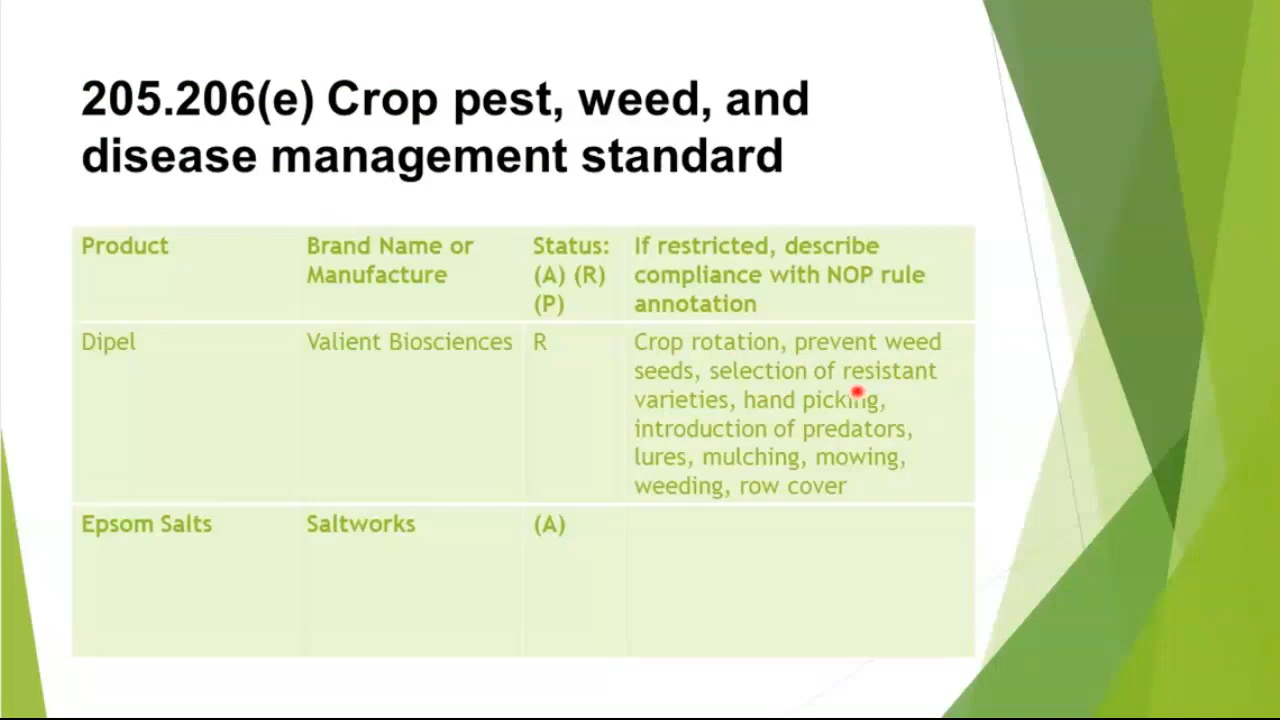 205.206(e) Crop pest, weed, and
disease management standard
Product
Brand Name or
Manufacture
Status:
(A) (R)
(P)
If restricted, describe
compliance with NOP rule
annotation
Dipel
Valient Biosciences
R
Crop rotation, prevent weed
seeds, selection of resistant
varieties, hand picking,
introduction of predators,
lures, mulching, mowing,
weeding, row cover
Epsom Salts
Saltworks
(A)